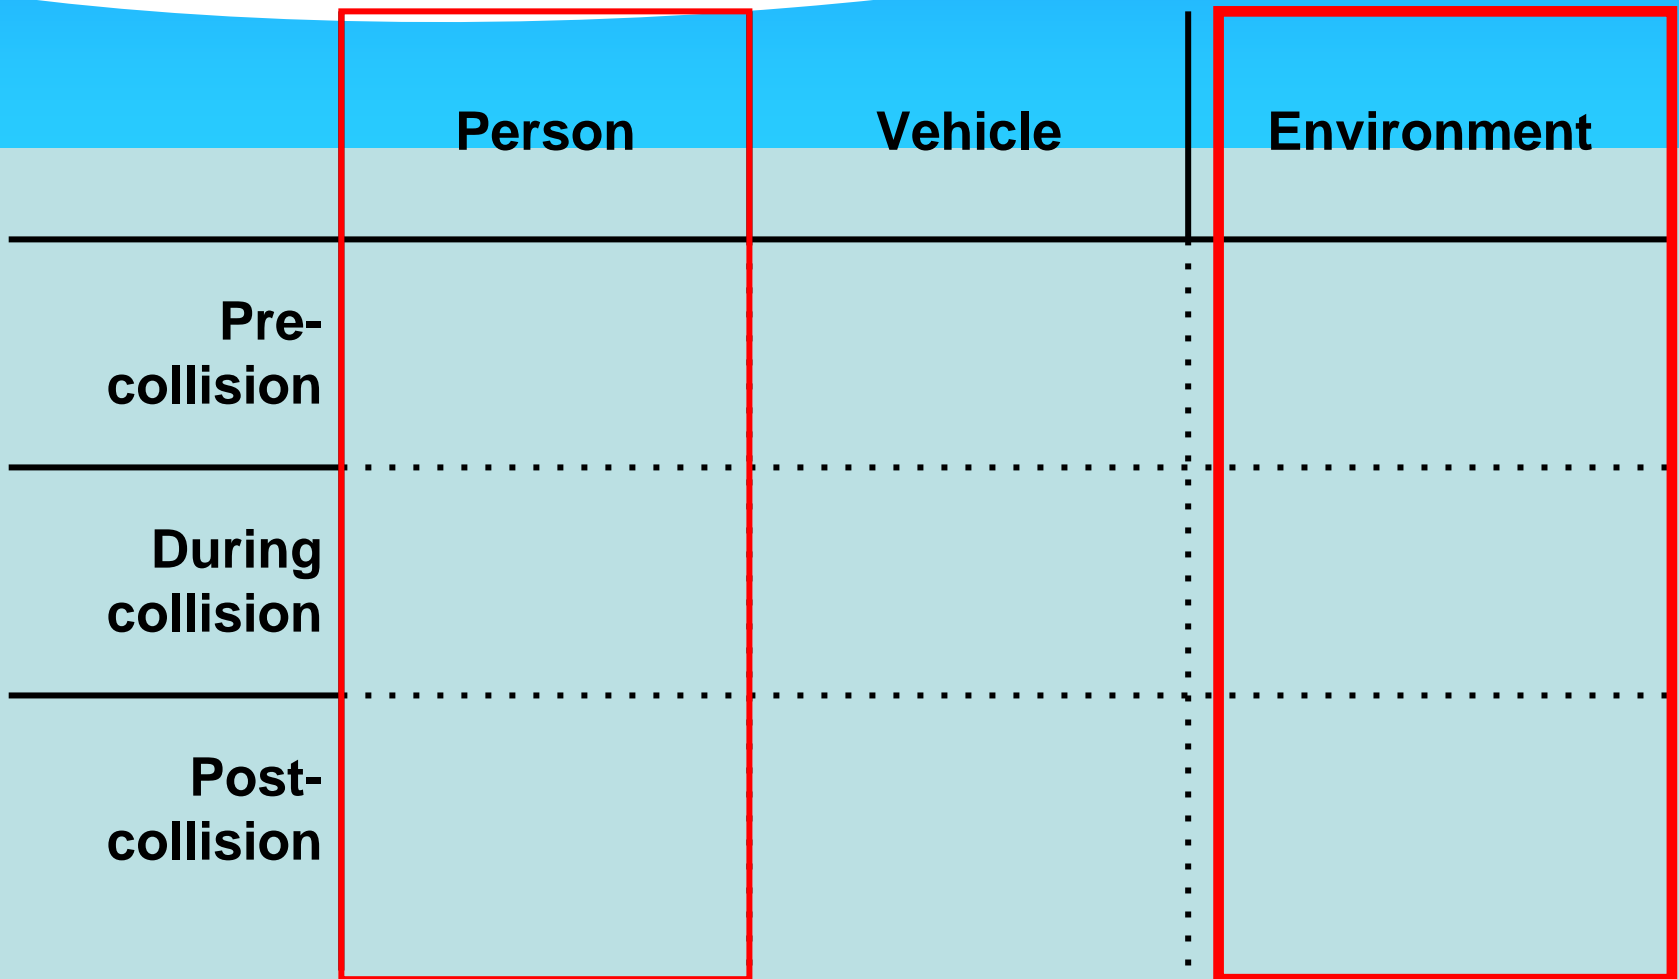 Person Vehicle Environment
Pre-
collision
During
collision
Post-
collision